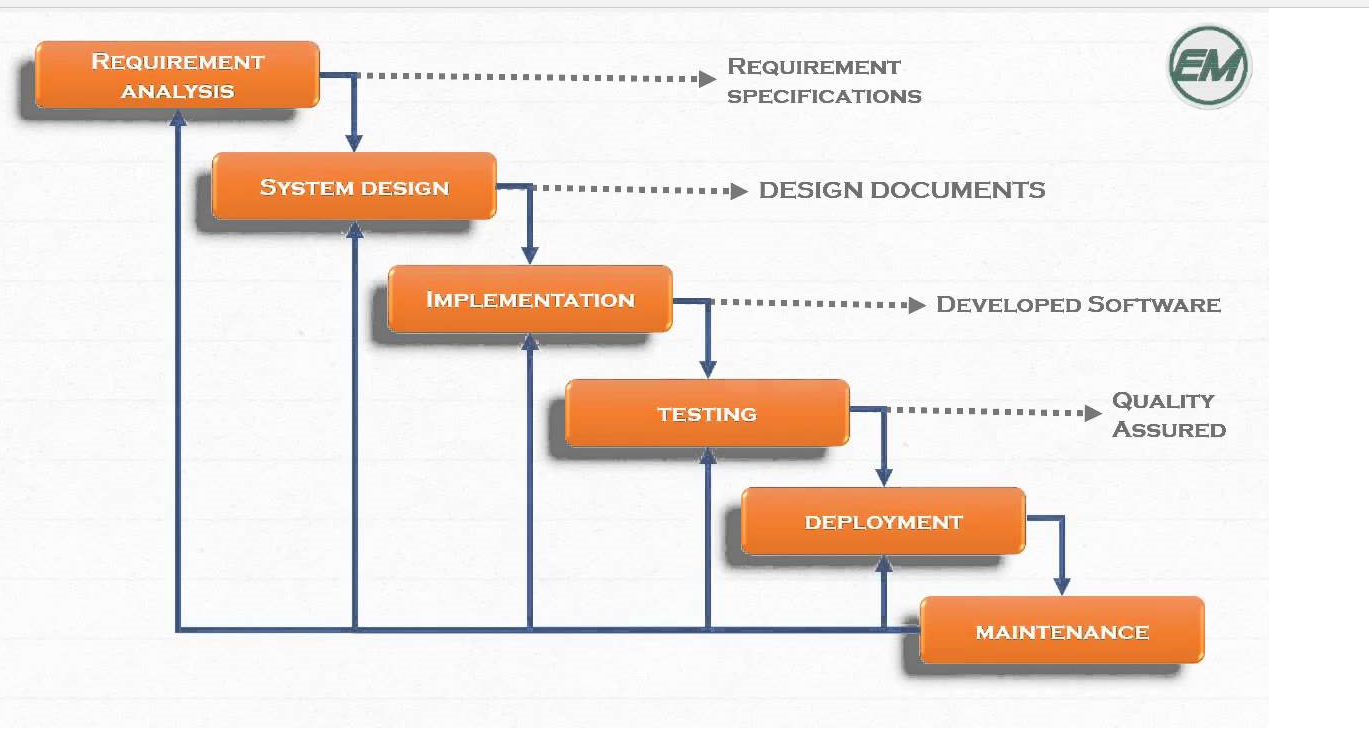 Requirement
analysis
Requirement
specifications
EM
System design
DESIGN DOCUMENTS
Implementation
Developed Software
testing
Quality
Assured
deployment
maintenance